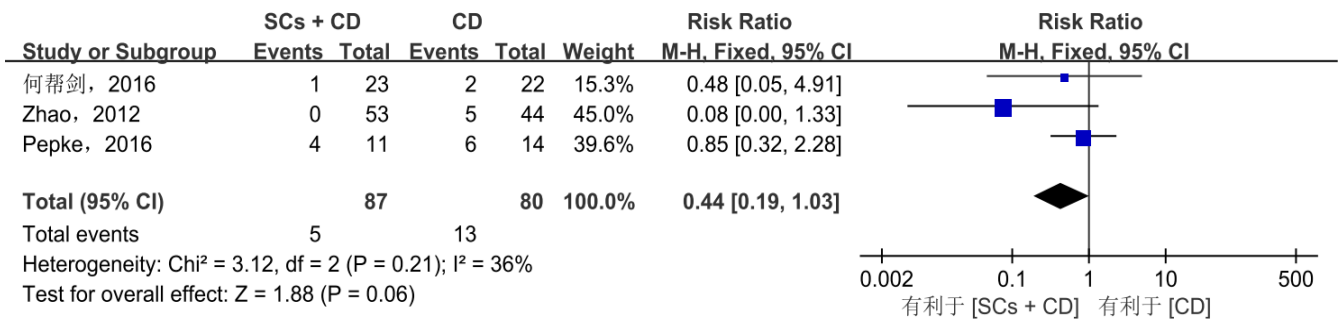 SCs + CD CD Risk Ratio Risk Ratio
Study or Subgroup Events Total Events Total Weight M-H, Fixed, 95% CI M-H, Fixed, 95% CI
何帮剑，2016 1 23 2 22 15.3% 0.48 [0.05, 4.91]
Zhao，2012 0 53 5 44 45.0% 0.08 [0.00, 1.33]
Pepke，2016 4 11 6 14 39.6% 0.85 [0.32, 2.28]
Total (95% CI) 87 80 100.0% 0.44 [0.19, 1.03]
Total events 5 13
Heterogeneity: Chi² = 3.12, df = 2 (P = 0.21); I² = 36%
Test for overall effect: Z = 1.88 (P = 0.06)
0.002 0.1 1 10 500
有利于 [SCs + CD] 有利于 [CD]